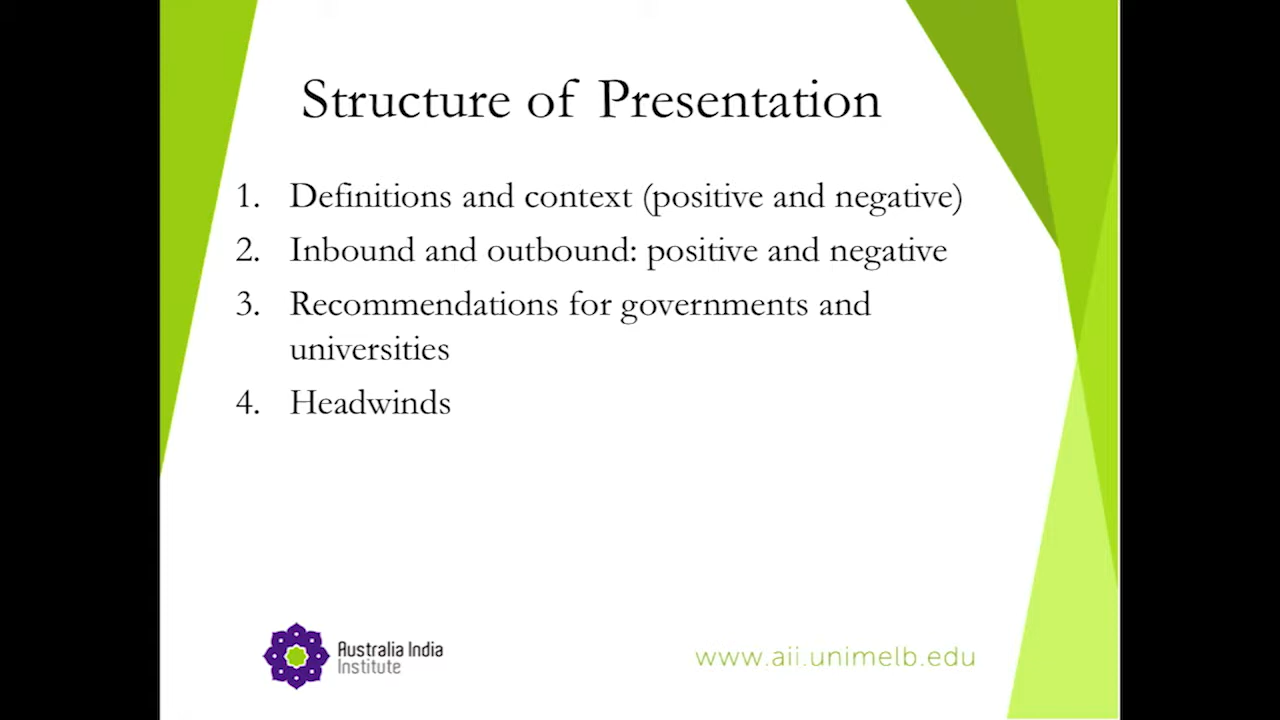 Structure of Presentation
1. Definitions and context (positive and negative)
2. Inbound and outbound: positive and negative
3. Recommendations for governments and
universities
4. Headwinds
Australia India
Institute
www.aii.unimelb.edu